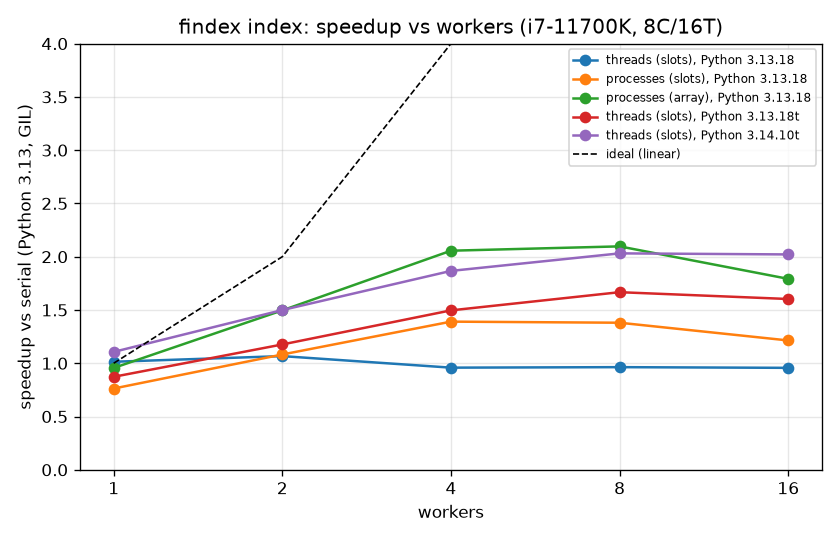 findex index: speedup vs workers (i7-11700K, 8C/16T)
speedup vs serial (Python 3.13, GIL)
4.0
3.5
3.0
2.5
2.0
1.5
1.0
0.5
0.0
threads (slots), Python 3.13.18
processes (slots), Python 3.13.18
processes (array), Python 3.13.18
threads (slots), Python 3.13.18t
threads (slots), Python 3.14.10t
ideal (linear)
1 2 4 8 16
workers